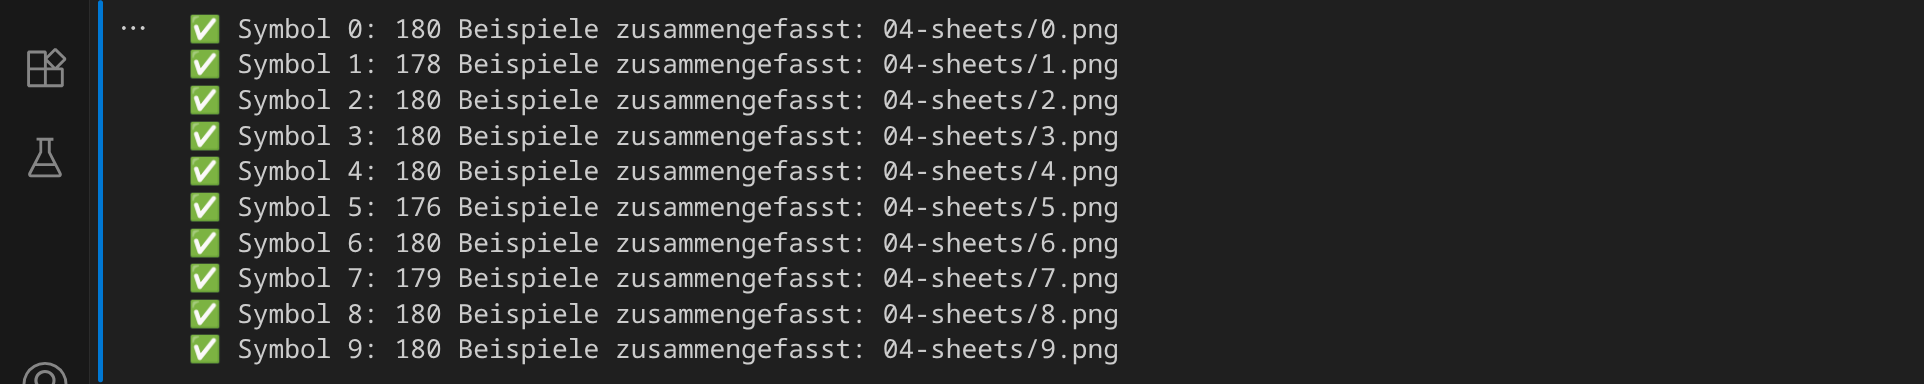 ... ✅ Symbol 0: 180 Beispiele zusammengefasst: 04-sheets/0.png
✅ Symbol 1: 178 Beispiele zusammengefasst: 04-sheets/1.png
✅ Symbol 2: 180 Beispiele zusammengefasst: 04-sheets/2.png
✅ Symbol 3: 180 Beispiele zusammengefasst: 04-sheets/3.png
✅ Symbol 4: 180 Beispiele zusammengefasst: 04-sheets/4.png
✅ Symbol 5: 176 Beispiele zusammengefasst: 04-sheets/5.png
✅ Symbol 6: 180 Beispiele zusammengefasst: 04-sheets/6.png
✅ Symbol 7: 179 Beispiele zusammengefasst: 04-sheets/7.png
✅ Symbol 8: 180 Beispiele zusammengefasst: 04-sheets/8.png
✅ Symbol 9: 180 Beispiele zusammengefasst: 04-sheets/9.png